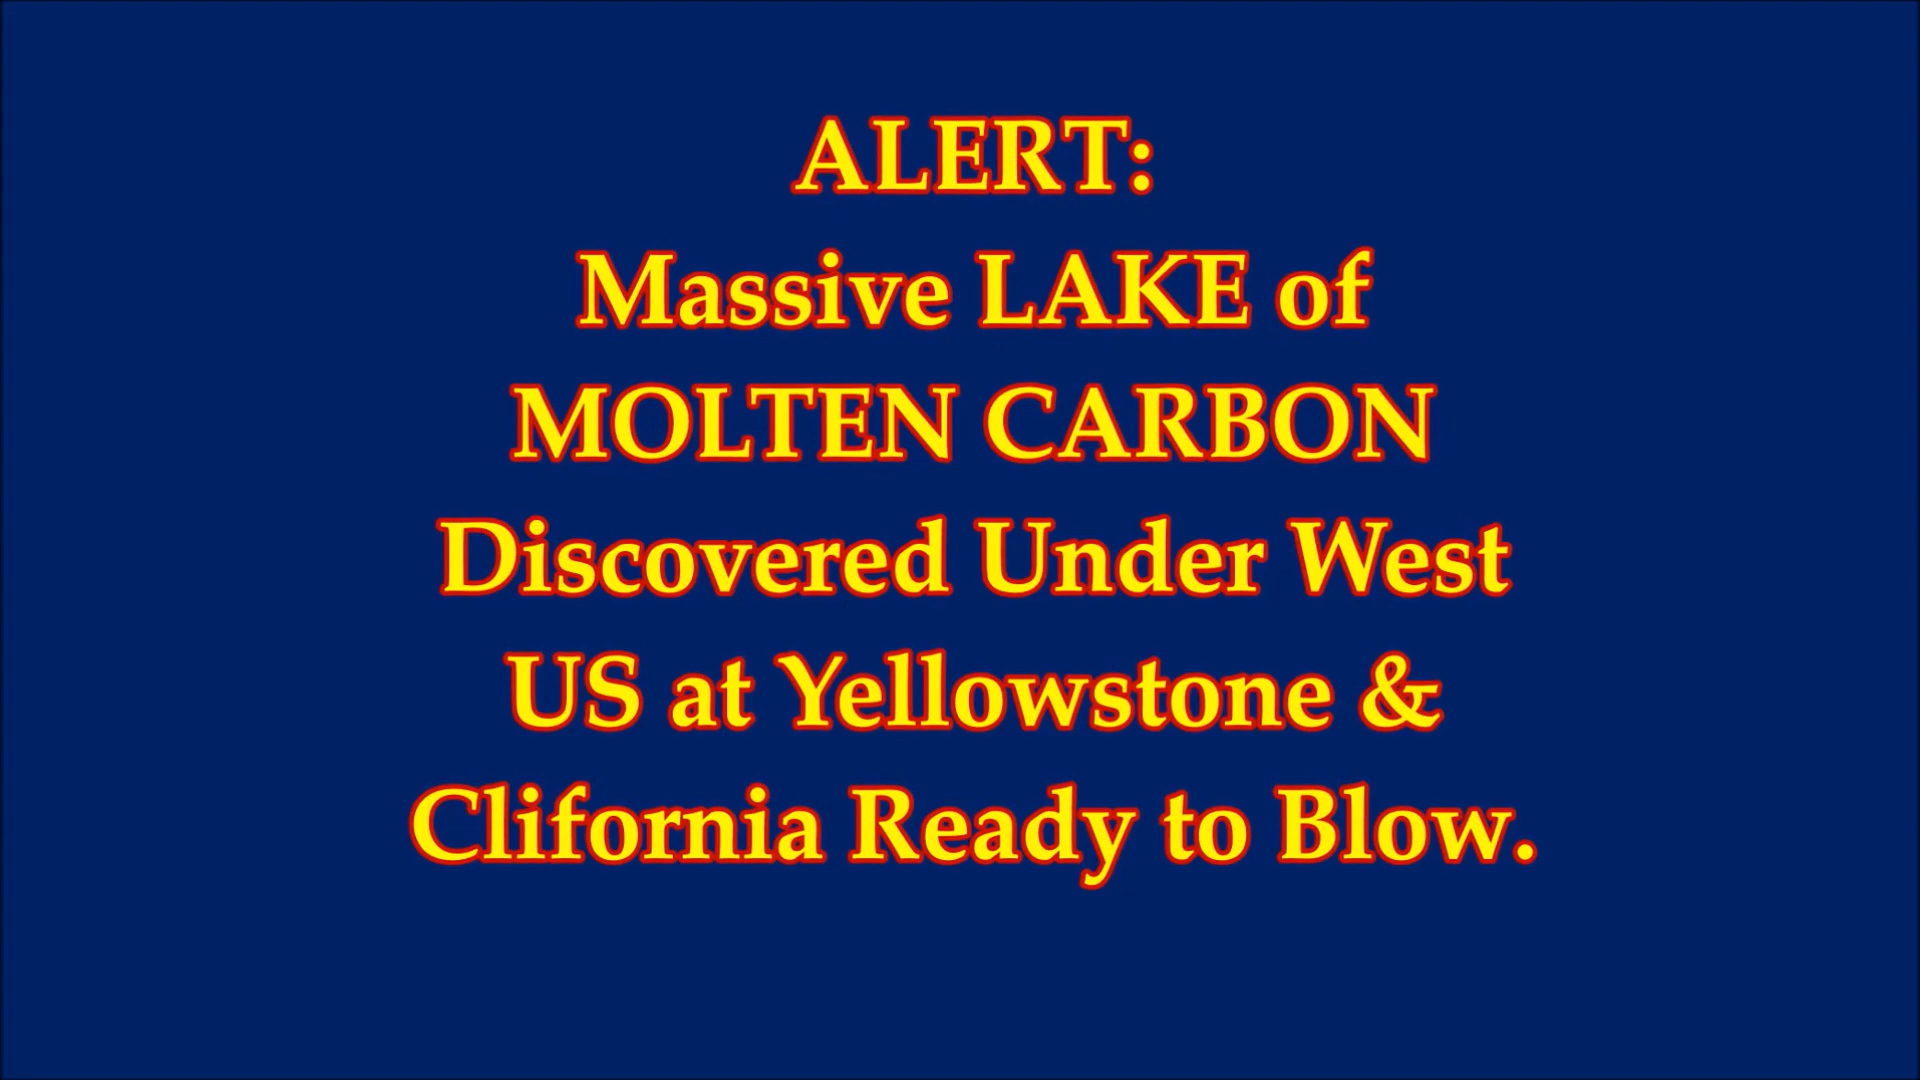 ALERT:
Massive LAKE of
MOLTEN CARBON
Discovered Under West
US at Yellowstone &
Clifornia Ready to Blow.